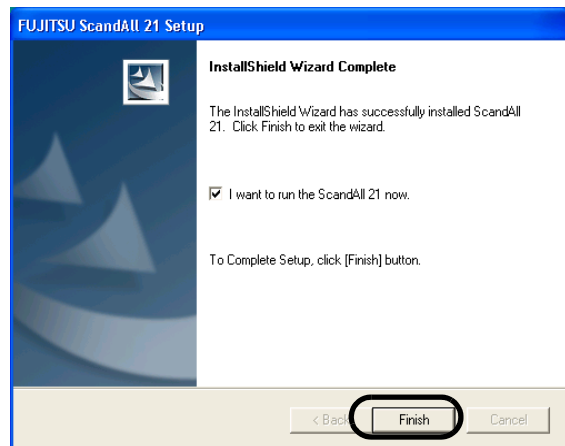 FUJITSU ScandAll 21 Setup
InstallShield Wizard Complete
The InstallShield Wizard has successfully installed ScandAll
21. Click Finish to exit the wizard.
I want to run the ScandAll 21 now.
To Complete Setup, click [Finish] button.
< Back Finish Cancel